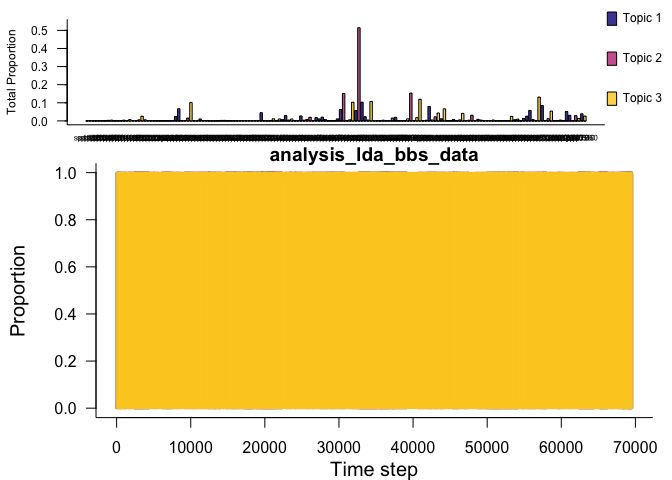 Total Proportion
0.5
0.4
0.3
0.2
0.1
0.0
Topic 1
Topic 2
Topic 3
analysis_lda_bbs_data
Proportion
1.0
0.8
0.6
0.4
0.2
0.0
0 10000 20000 30000 40000 50000 60000 70000
Time step